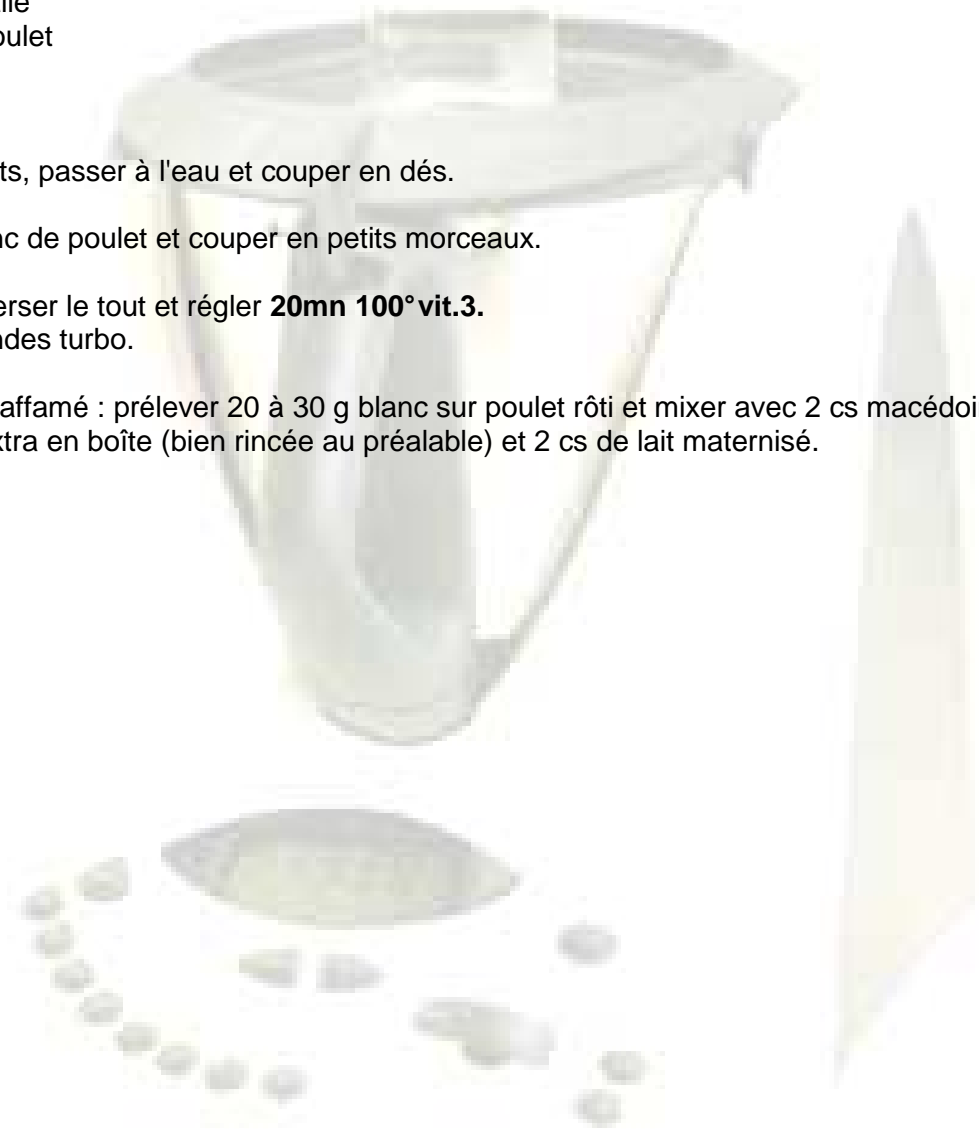 oulet
ts, passer à l'eau et couper en dés.
nc de poulet et couper en petits morceaux.
erser le tout et régler 20mn 100° vit.3.
ndes turbo.
affamé : prélever 20 à 30 g blanc sur poulet rôti et mixer avec 2 cs macédoi
xtra en boîte (bien rincée au préalable) et 2 cs de lait maternisé.